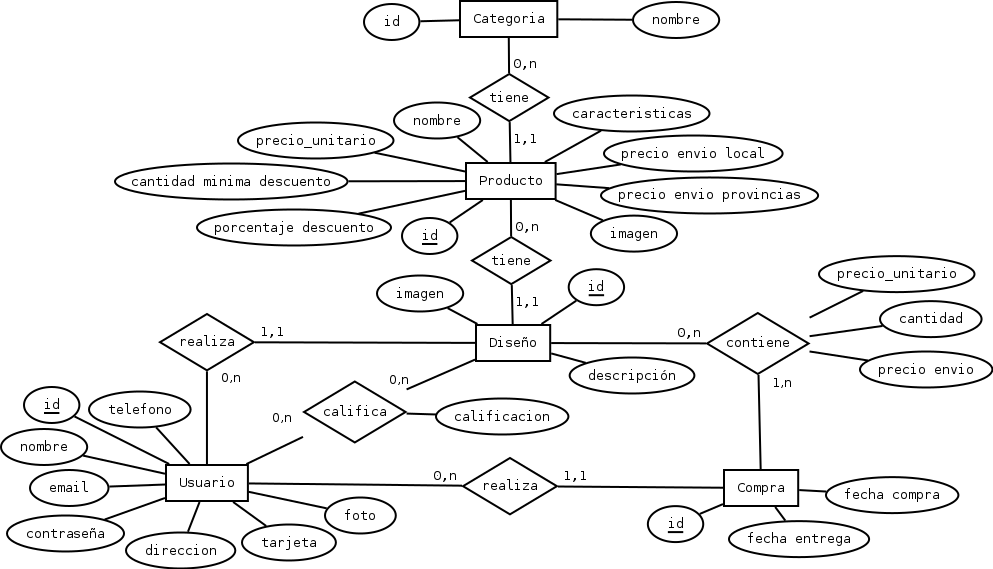 id
Categoria
nombre
0,n
tiene
nombre
caracteristicas
1,1
precio_unitario
precio envio local
cantidad minima descuento
Producto
precio envio provincias
porcentaje descuento
id
0,n
imagen
tiene
precio_unitario
imagen
id
1,1
cantidad
realiza
1,1
Diseño
0,n
contiene
precio envio
0,n
0,n
descripción
1,n
id
telefono
0,n
califica
calificacion
nombre
email
Usuario
0,n
realiza
1,1
Compra
fecha compra
contraseña
foto
id
direccion
tarjeta
fecha entrega